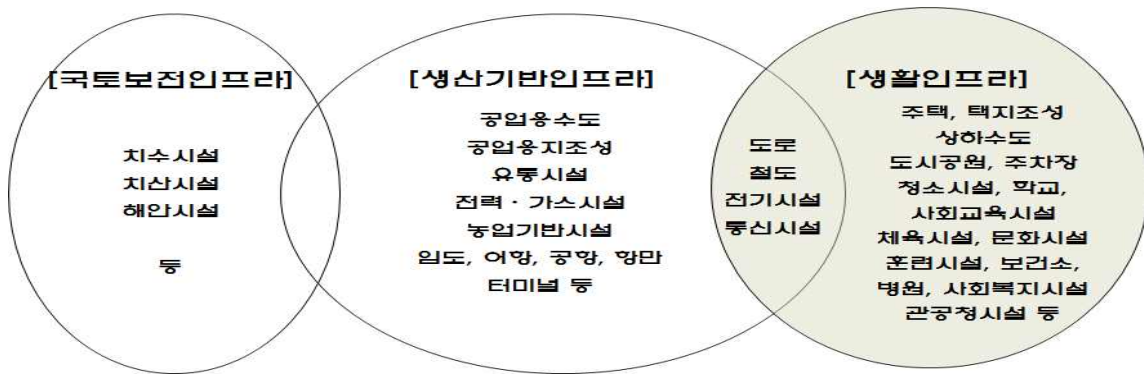 [국토보전인프라]
치수시설
치산시설
해안시설
등
[생산기반인프라]
공업용수도
공업용지조성
유통시설
전력 · 가스시설
농업기반시설
임도, 어항, 공항, 항만
터미널 등
도로
철도
전기시설
통신시설
[생활인프라]
주택, 택지조성
상하수도
도시공원, 주차장
청소시설, 학교,
사회교육시설
체육시설, 문화시설
훈련시설, 보건소,
병원, 사회복지시설
관공청시설 등